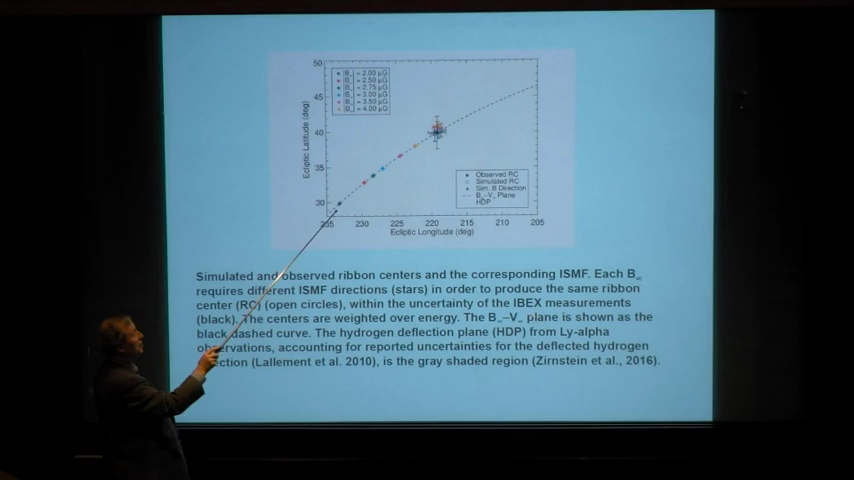 50
45
40
35
30
|B∞| = 2.00 μG
|B∞| = 2.50 μG
|B∞| = 2.75 μG
|B∞| = 3.00 μG
|B∞| = 3.50 μG
|B∞| = 4.00 μG
Ecliptic Latitude (deg)
Observed RC
Simulated RC
Sim. B Direction
B∞–V∞ Plane
HDP
235 230 225 220 215 210 205
Ecliptic Longitude (deg)
Simulated and observed ribbon centers and the corresponding ISMF. Each B∞
requires different ISMF directions (stars) in order to produce the same ribbon
center (RC) (open circles), within the uncertainty of the IBEX measurements
(black). The centers are weighted over energy. The B∞–V∞ plane is shown as the
black dashed curve. The hydrogen deflection plane (HDP) from Ly-alpha
observations, accounting for reported uncertainties for the deflected hydrogen
ection (Lallement et al. 2010), is the gray shaded region (Zirnstein et al., 2016).